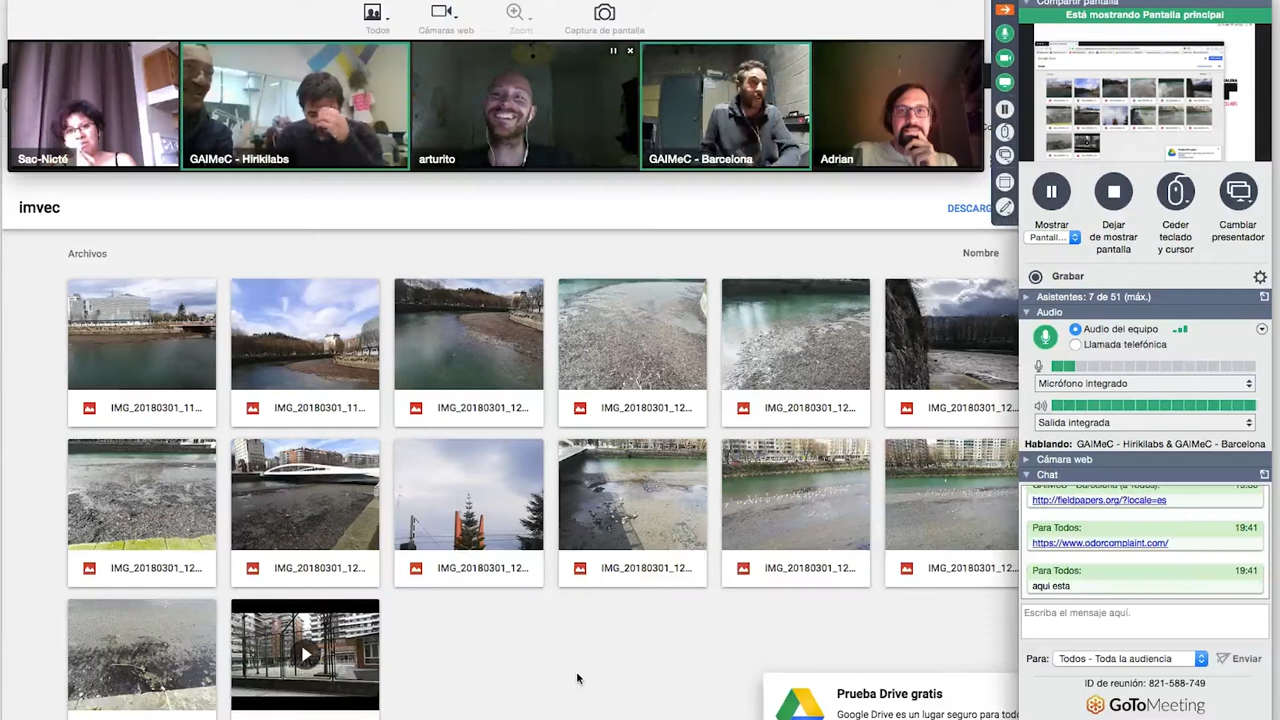 Compartir pantalla
Está mostrando Pantalla principal
Todos
Cámaras web
Zoom
Captura de pantalla
Sac-Nicté
GAIMeC - Hirikilabs
arturito
GAIMeC - Barcelona
Adrian
imvec
DESCARG
Archivos
Nombre
IMG_20180301_11...
IMG_20180301_11...
IMG_20180301_12...
IMG_20180301_12...
IMG_20180301_12...
IMG_20180301_12
IMG_20180301_12...
IMG_20180301_12...
IMG_20180301_12...
IMG_20180301_12...
IMG_20180301_12...
IMG_20180301_12
Prueba Drive gratis
Google Drive es un lugar seguro para todo
Mostrar
Pantall...
Dejar
de mostrar
pantalla
Ceder
teclado
y cursor
Cambiar
presentador
Grabar
Asistentes: 7 de 51 (máx.)
Audio
Audio del equipo
Llamada telefónica
Micrófono integrado
Salida integrada
Hablando: GAIMeC - Hirikilabs & GAIMeC - Barcelona
Cámara web
Chat
GAIMeC - Barcelona (a Todos):
http://fieldpapers.org/?locale=es
Para Todos: 19:41
https://www.odorcomplaint.com/
Para Todos: 19:41
aqui esta
Escriba el mensaje aquí.
Para: Todos - Toda la audiencia
Enviar
ID de reunión: 821-588-749
GoToMeeting